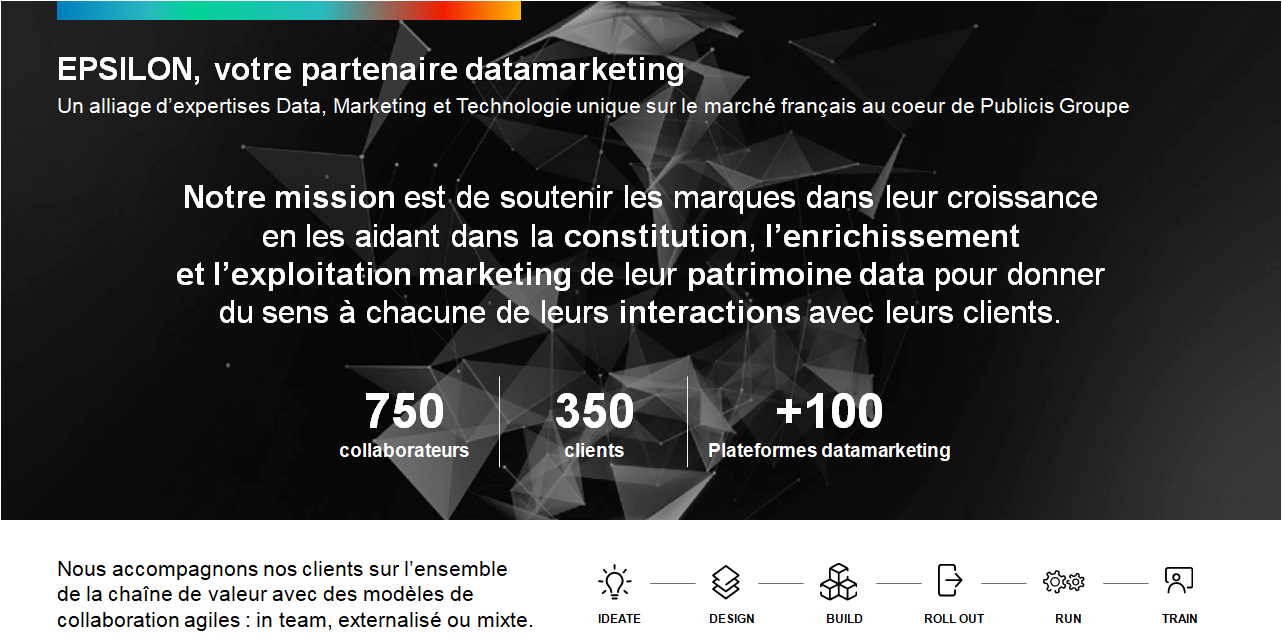 EPSILON, votre partenaire datamarketing
Un alliage d’expertises Data, Marketing et Technologie unique sur le marché français au coeur de Publicis Groupe
Notre mission est de soutenir les marques dans leur croissance
en les aidant dans la constitution, l’enrichissement
et l’exploitation marketing de leur patrimoine data pour donner
du sens à chacune de leurs interactions avec leurs clients.
750
collaborateurs
350
clients
+100
Plateformes datamarketing
Nous accompagnons nos clients sur l’ensemble
de la chaîne de valeur avec des modèles de
collaboration agiles : in team, externalisé ou mixte.
IDEATE
DESIGN
BUILD
ROLL OUT
RUN
TRAIN